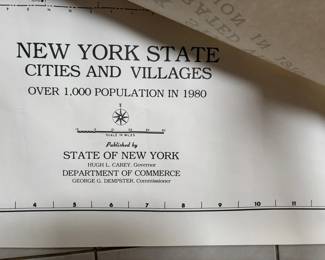 NEW YORK STATE
CITIES AND VILLAGES
OVER 1,000 POPULATION IN 1980
SCALE IN MILES
Published by
STATE OF NEW YORK
HUGH L. CAREY, Governor
DEPARTMENT OF COMMERCE
GEORGE G. DEMPSTER, Commissioner
4 5 6 7 8 9 10 11